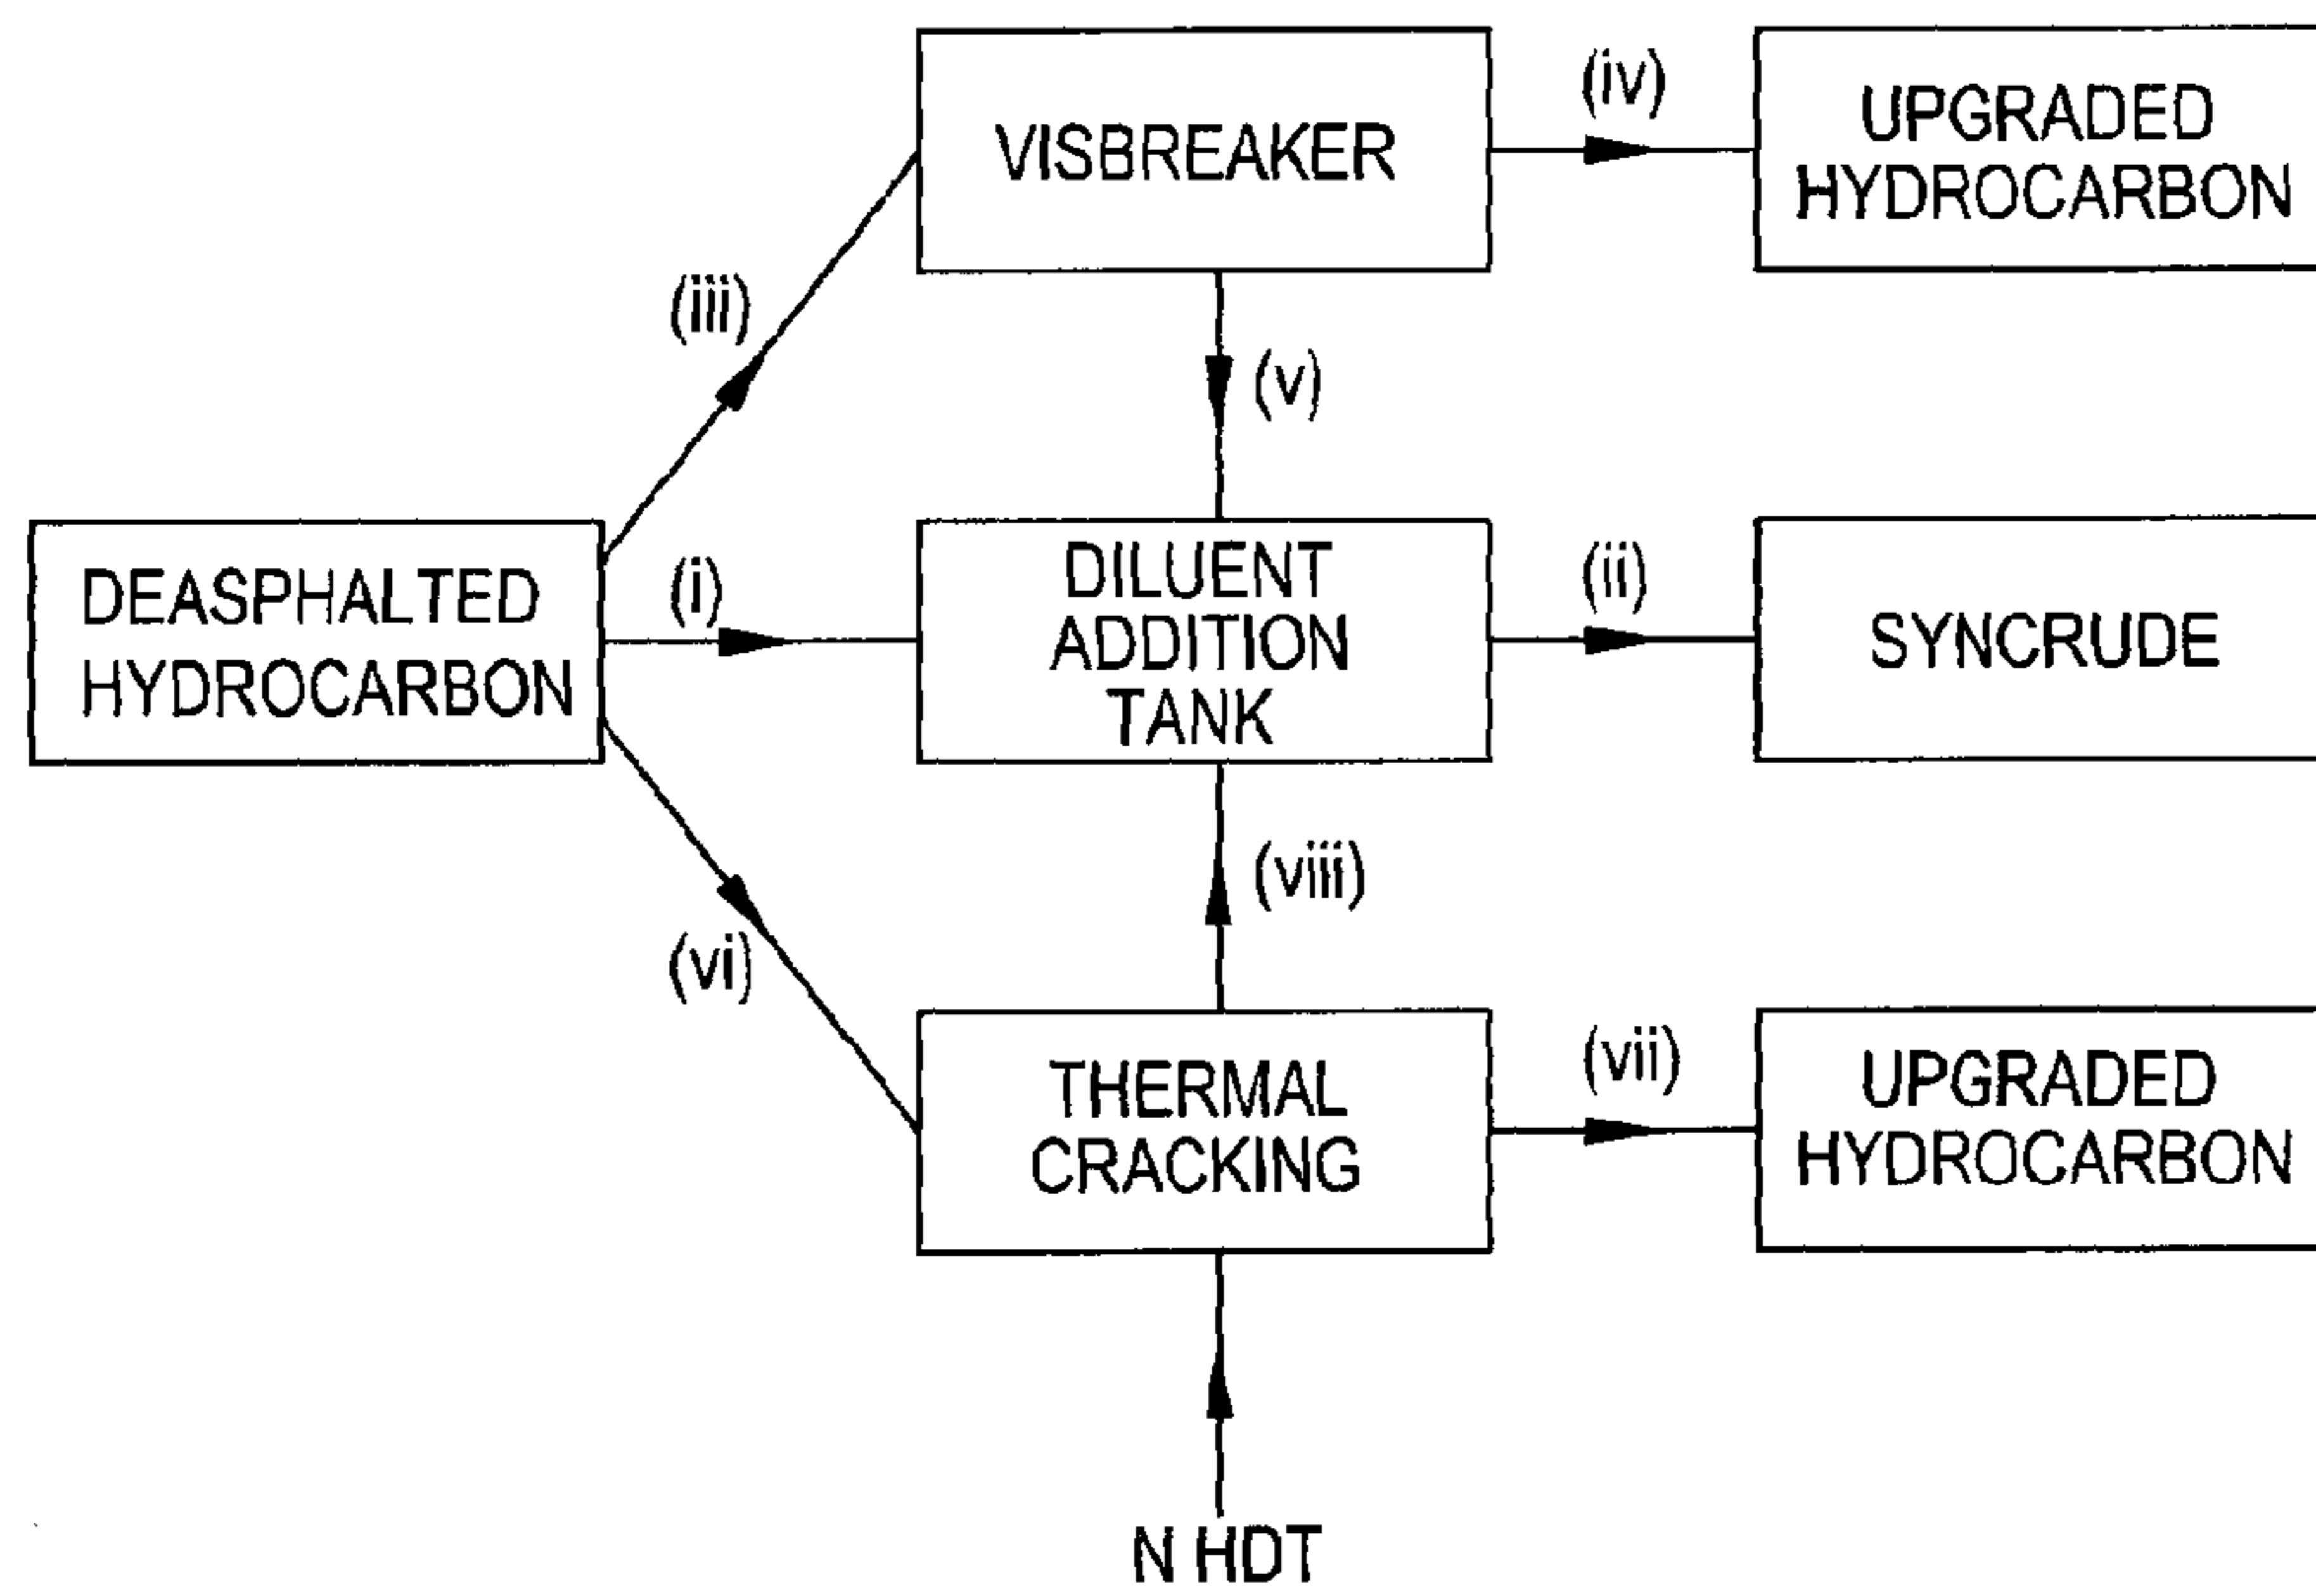 VISBREAKER
(iv)
UPGRADED
HYDROCARBON
(iii)
(v)
DEASPHALTED
HYDROCARBON
(i)
DILUENT
ADDITION
TANK
(ii)
SYNCRUDE
(viii)
(vi)
THERMAL
CRACKING
(vii)
UPGRADED
HYDROCARBON
N HDT